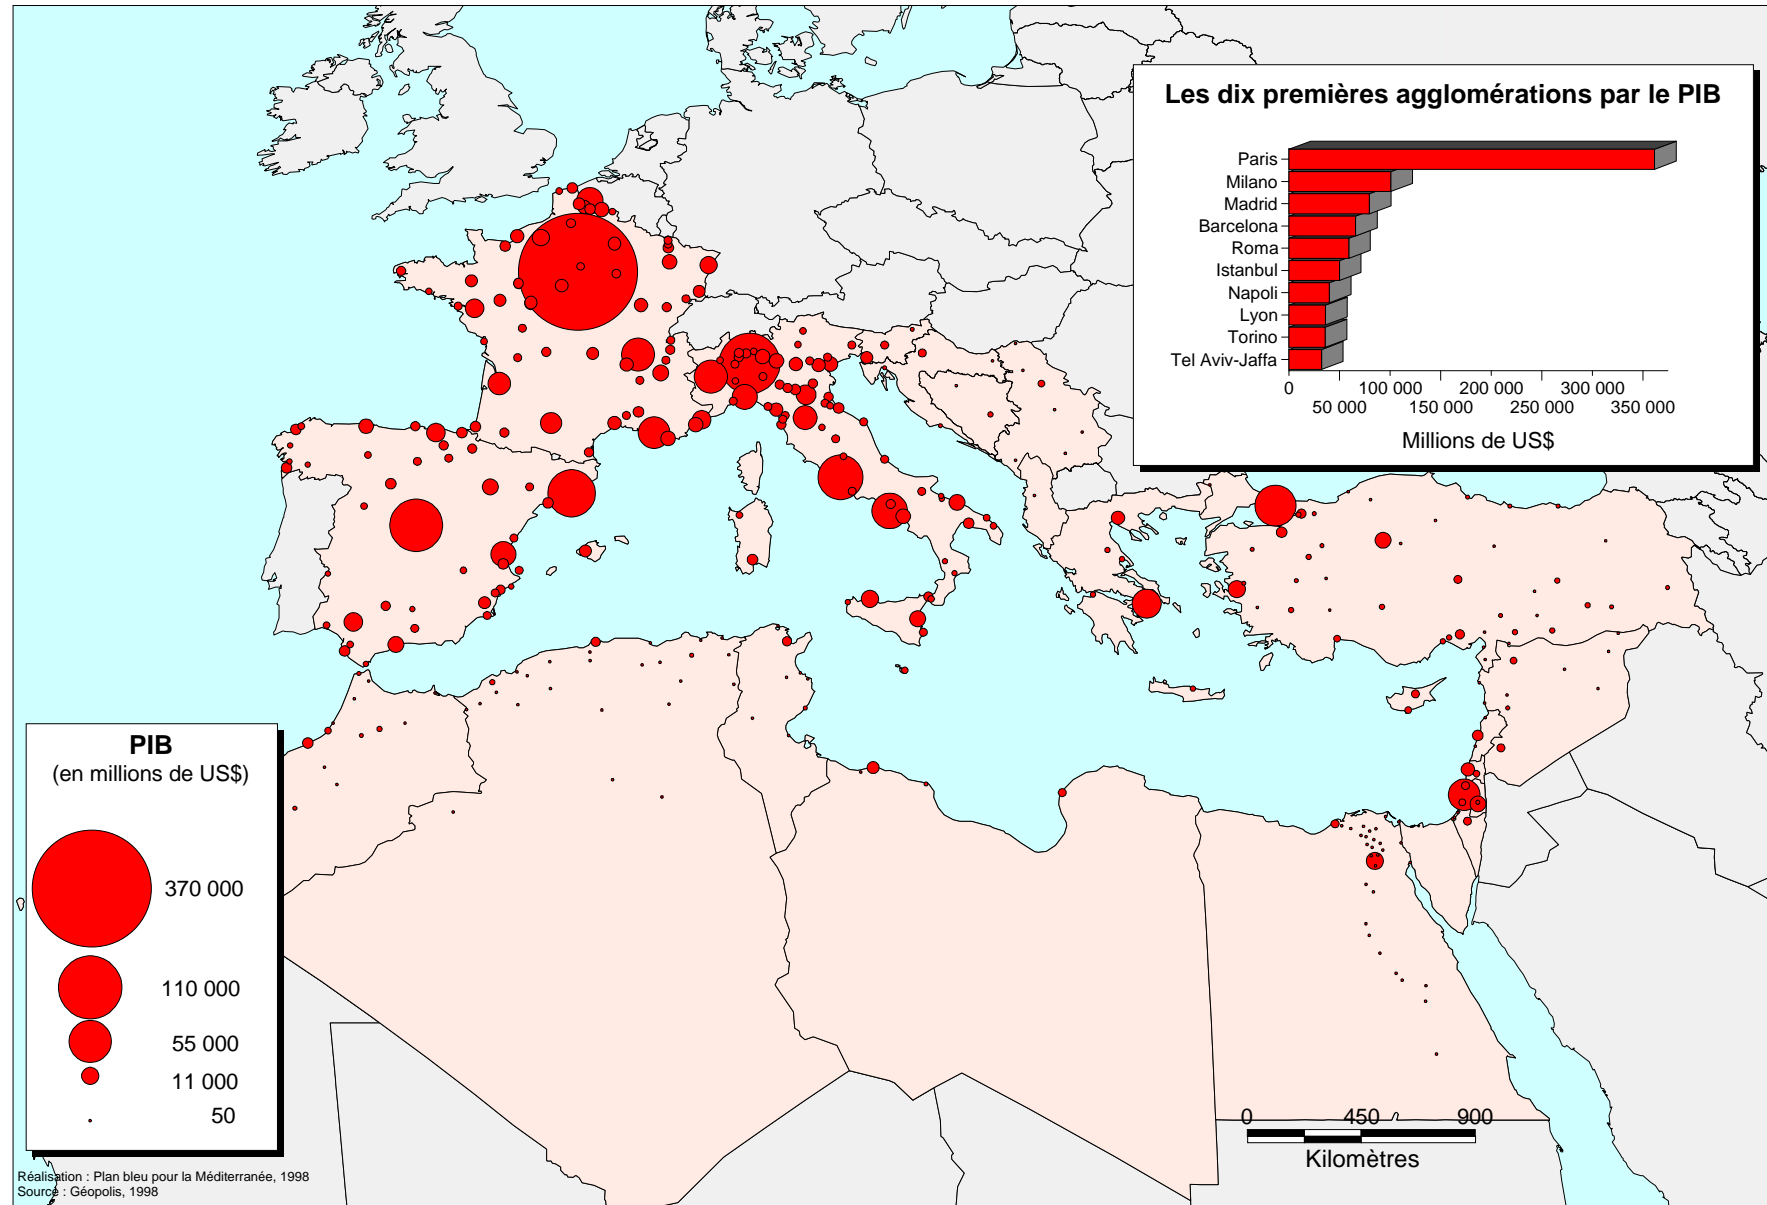 Les dix premières agglomérations par le PIB
Paris
Milano
Madrid
Barcelona
Roma
Istanbul
Napoli
Lyon
Torino
Tel Aviv-Jaffa
0 100 000 200 000 300 000
50 000 150 000 250 000 350 000
Millions de US$
PIB
(en millions de US$)
370 000
110 000
55 000
11 000
50
0 450 900
Kilomètres
Réalisation : Plan bleu pour la Méditerranée, 1998
Source : Géopolis, 1998